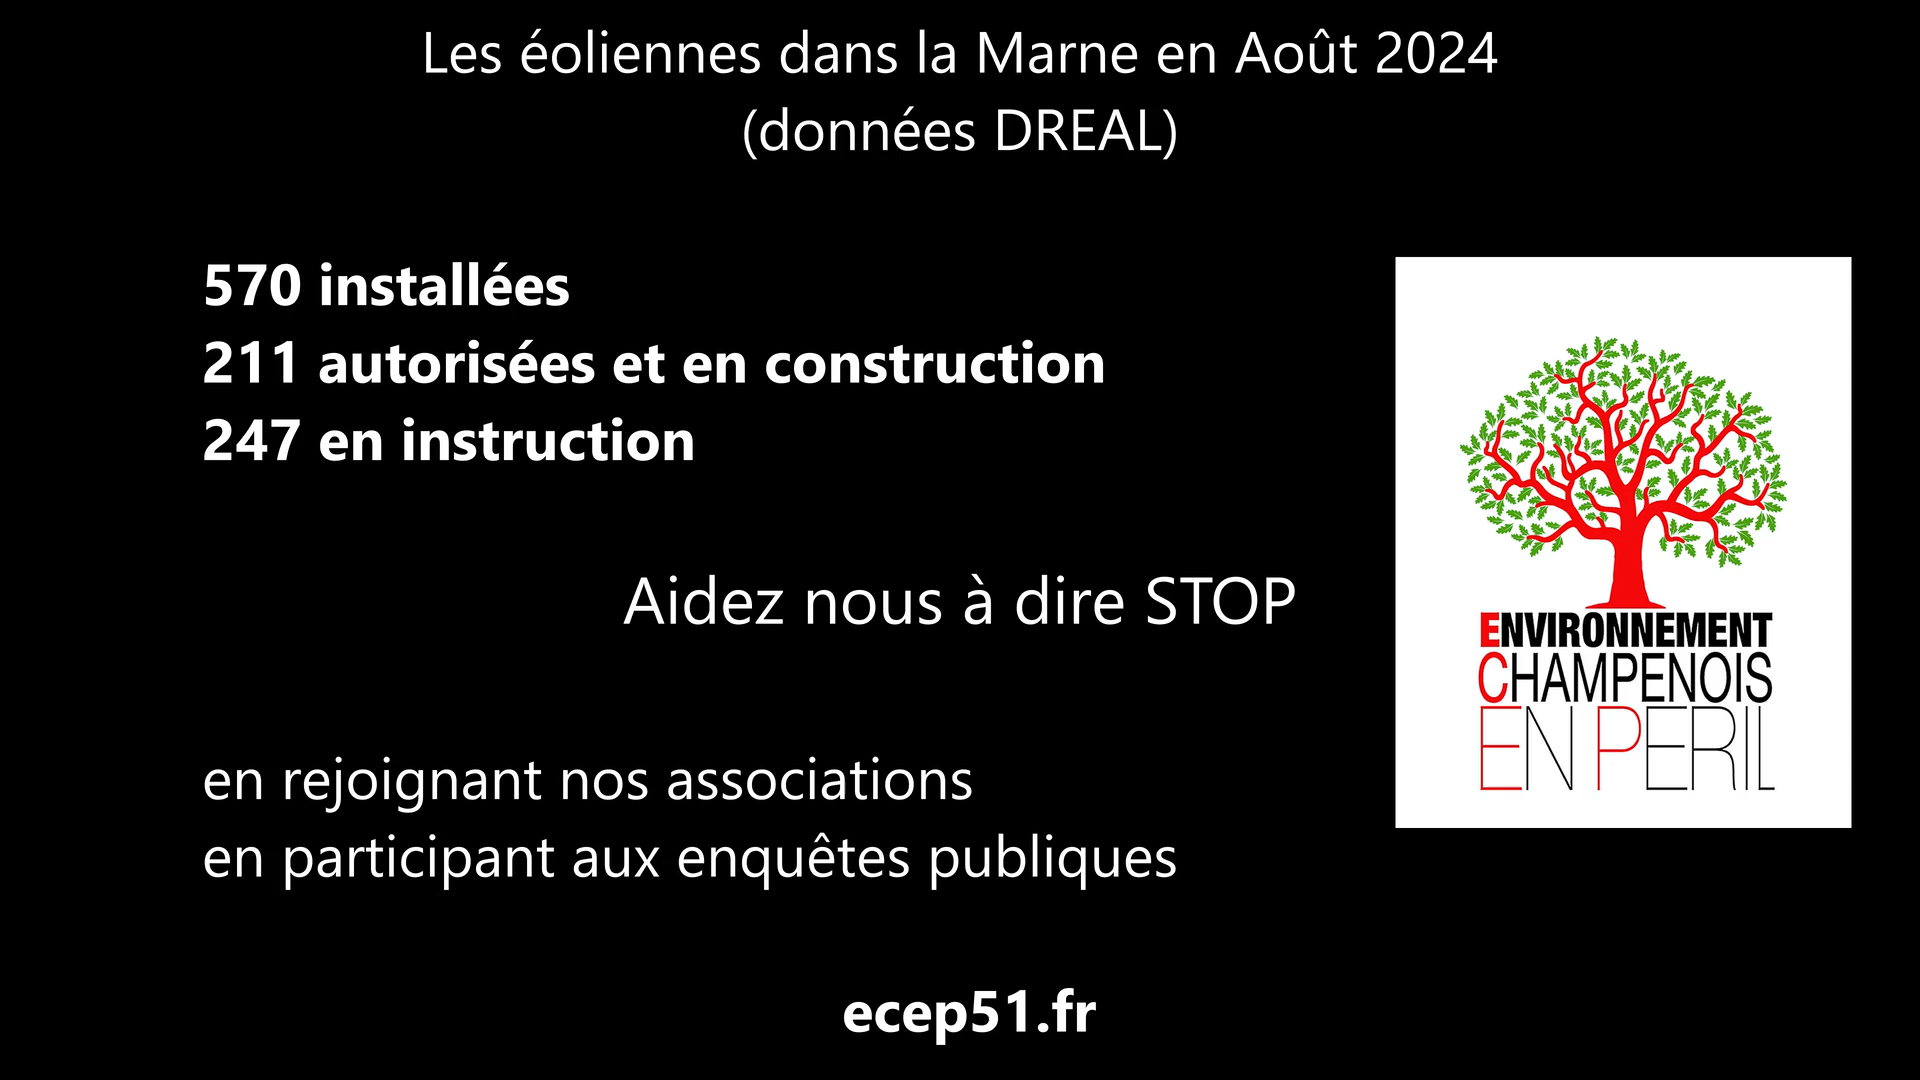 Les éoliennes dans la Marne en Août 2024
(données DREAL)
570 installées
211 autorisées et en construction
247 en instruction
Aidez nous à dire STOP
en rejoignant nos associations
en participant aux enquêtes publiques
ecep51.fr
ENVIRONNEMENT
CHAMPENOIS
EN PERIL